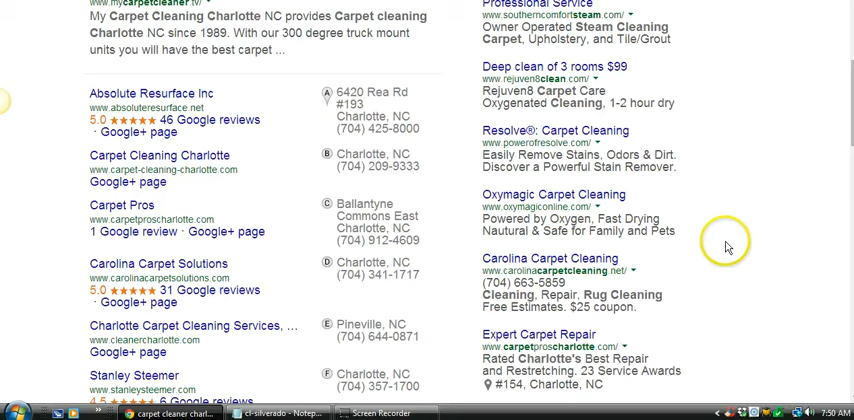 www.mycarpetcleaner.tv/
My Carpet Cleaning Charlotte NC provides Carpet cleaning
Charlotte NC since 1989. With our 300 degree truck mount
units you will have the best carpet ...
Absolute Resurface Inc
www.absoluteresurface.net
5.0 ★★★★★ 46 Google reviews
· Google+ page
A 6420 Rea Rd
#193
Charlotte, NC
(704) 425-8000
Carpet Cleaning Charlotte
www.carpet-cleaning-charlotte.com
Google+ page
B Charlotte, NC
(704) 209-9333
Carpet Pros
www.carpetproscharlotte.com
1 Google review · Google+ page
C Ballantyne
Commons East
Charlotte, NC
(704) 912-4609
Carolina Carpet Solutions
www.carolinacarpetsolutions.com
5.0 ★★★★★ 31 Google reviews
· Google+ page
D Charlotte, NC
(704) 341-1717
Charlotte Carpet Cleaning Services, ...
www.cleanercharlotte.com
Google+ page
E Pineville, NC
(704) 644-0871
Stanley Steemer
www.stanleysteemer.com
4.5 ★★★★★ 6 Google reviews
F Charlotte, NC
(704) 357-1700
Professional Service
www.southerncomfortsteam.com/
Owner Operated Steam Cleaning
Carpet, Upholstery, and Tile/Grout
Deep clean of 3 rooms $99
www.rejuven8clean.com/
Rejuven8 Carpet Care
Oxygenated Cleaning, 1-2 hour dry
Resolve®: Carpet Cleaning
www.powerofresolve.com/
Easily Remove Stains, Odors & Dirt.
Discover a Powerful Stain Remover.
Oxymagic Carpet Cleaning
www.oxymagiconline.com/
Powered by Oxygen, Fast Drying
Nautural & Safe for Family and Pets
Carolina Carpet Cleaning
www.carolinacarpetcleaning.net/
(704) 663-5859
Cleaning, Repair, Rug Cleaning
Free Estimates. $25 coupon.
Expert Carpet Repair
www.carpetproscharlotte.com/
Rated Charlotte's Best Repair
and Restretching. 23 Service Awards
#154, Charlotte, NC
carpet cleaner charl...
cl-silverado - Notep...
Screen Recorder
7:50 AM